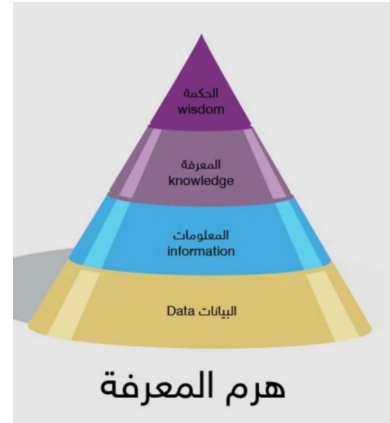 الحكمة
wisdom
المعرفة
knowledge
المعلومات
information
البيانات Data
هرم المعرفة